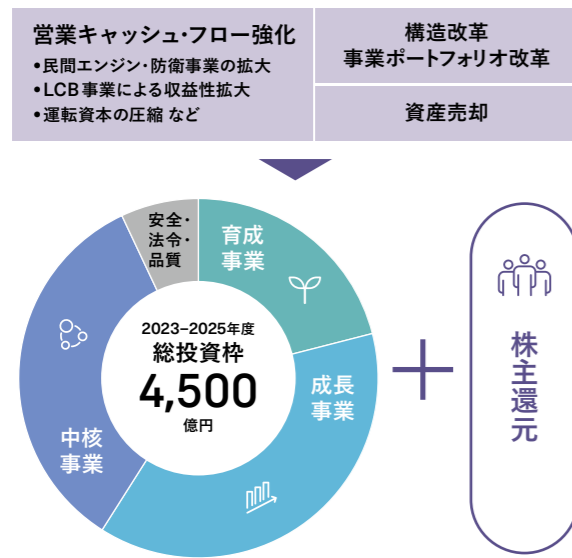 営業キャッシュ・フロー強化
•民間エンジン・防衛事業の拡大
•LCB事業による収益性拡大
•運転資本の圧縮 など
構造改革
事業ポートフォリオ改革
資産売却
安全・
法令・
品質
育成
事業
2023–2025年度
総投資枠
4,500
億円
成長
事業
中核
事業
株主還元